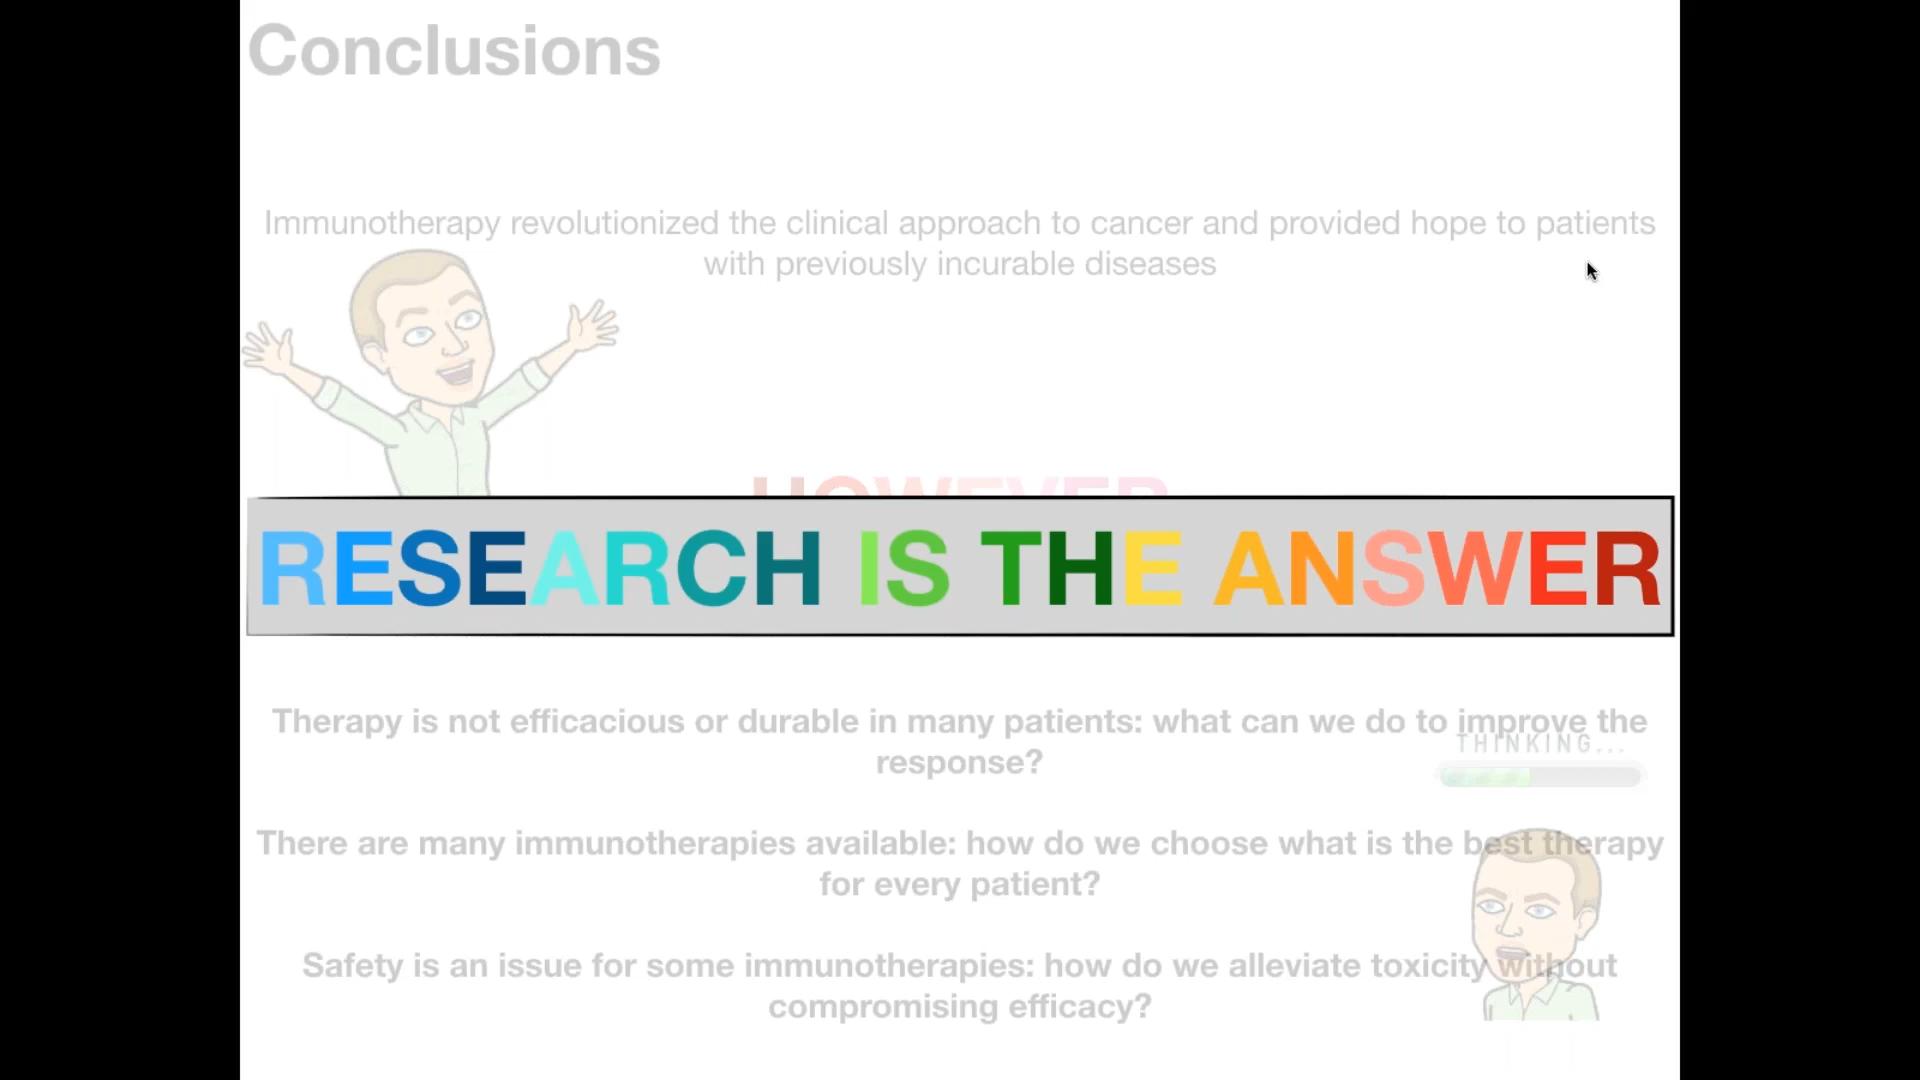 Conclusions
Immunotherapy revolutionized the clinical approach to cancer and provided hope to patients
with previously incurable diseases
HOWEVER
RESEARCH IS THE ANSWER
Therapy is not efficacious or durable in many patients: what can we do to improve the
response?
THINKING...
There are many immunotherapies available: how do we choose what is the best therapy
for every patient?
Safety is an issue for some immunotherapies: how do we alleviate toxicity without
compromising efficacy?